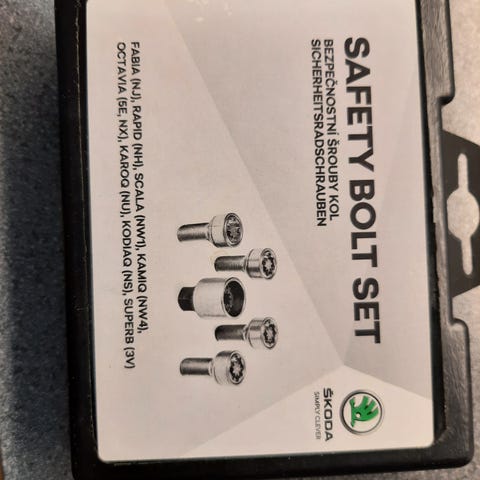 SAFETY BOLT SET
BEZPEČNOSTNÍ ŠROUBY KOL
SICHERHEITSRADSCHRAUBEN
ŠKODA
SIMPLY CLEVER
FABIA (NJ), RAPID (NH), SCALA (NW1), KAMIQ (NW4),
OCTAVIA (5E, NX), KAROQ (NU), KODIAQ (NS), SUPERB (3V)